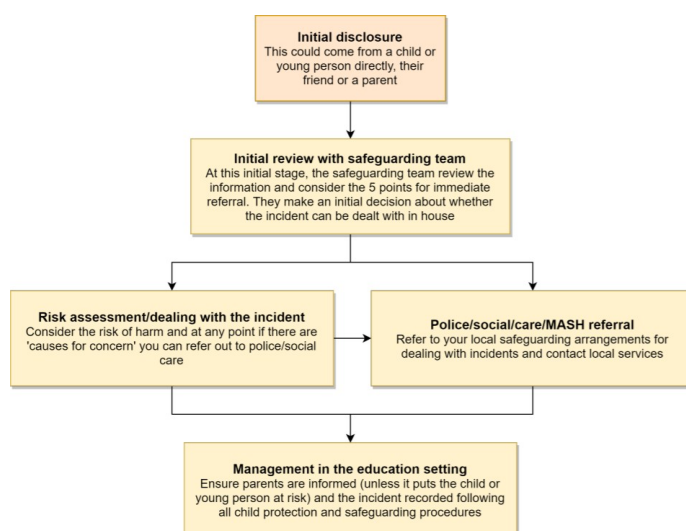 Initial disclosure
This could come from a child or
young person directly, their
friend or a parent
Initial review with safeguarding team
At this initial stage, the safeguarding team review the
information and consider the 5 points for immediate
referral. They make an initial decision about whether
the incident can be dealt with in house
Risk assessment/dealing with the incident
Consider the risk of harm and at any point if there are
'causes for concern' you can refer out to police/social
care
Police/social/care/MASH referral
Refer to your local safeguarding arrangements for
dealing with incidents and contact local services
Management in the education setting
Ensure parents are informed (unless it puts the child or
young person at risk) and the incident recorded following
all child protection and safeguarding procedures